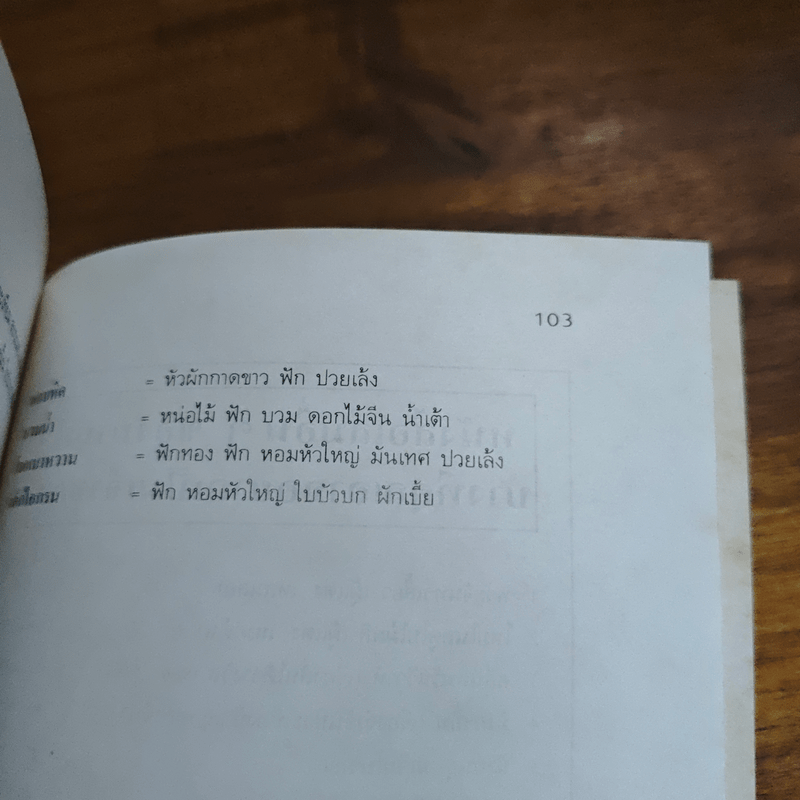 103
= หัวผักกาดขาว ฟัก ปวยเล้ง
= หน่อไม้ ฟัก บวม ดอกไม้จีน น้ำเต้า
= ฟักทอง ฟัก หอมหัวใหญ่ มันเทศ ปวยเล้ง
= ฟัก หอมหัวใหญ่ ใบบัวบก ผักเบี้ย